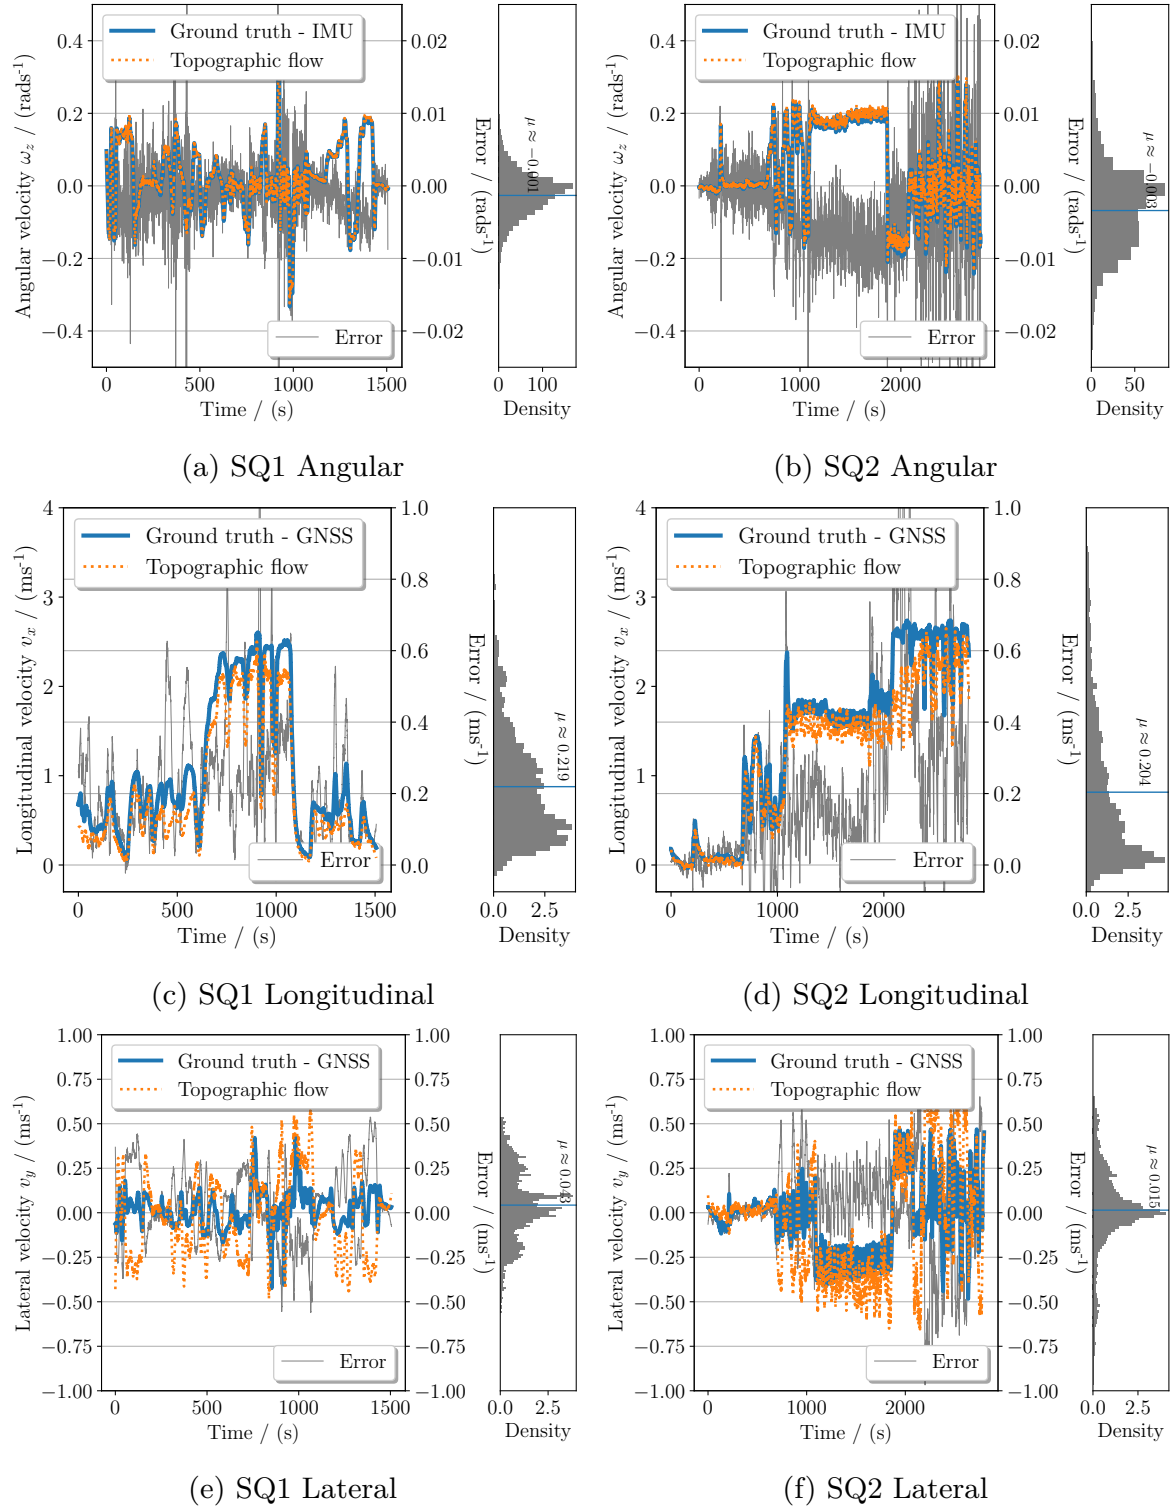 Ground truth - IMU
Topographic flow
Error
0.4
0.2
0.0
−0.2
−0.4
0.02
0.01
0.00
−0.01
−0.02
Angular velocity ω_z / (rads⁻¹)
Error / (rads⁻¹)
μ ≈ −0.001
0 500 1000 1500
Time / (s)
0 100
Density
(a) SQ1 Angular
Ground truth - IMU
Topographic flow
Error
0.4
0.2
0.0
−0.2
−0.4
0.02
0.01
0.00
−0.01
−0.02
Angular velocity ω_z / (rads⁻¹)
Error / (rads⁻¹)
μ ≈ −0.003
0 1000 2000
Time / (s)
0 50
Density
(b) SQ2 Angular
Ground truth - GNSS
Topographic flow
Error
4
3
2
1
0
1.0
0.8
0.6
0.4
0.2
0.0
Longitudinal velocity v_x / (ms⁻¹)
Error / (ms⁻¹)
μ ≈ 0.219
0 500 1000 1500
Time / (s)
0.0 2.5
Density
(c) SQ1 Longitudinal
Ground truth - GNSS
Topographic flow
Error
4
3
2
1
0
1.0
0.8
0.6
0.4
0.2
0.0
Longitudinal velocity v_x / (ms⁻¹)
Error / (ms⁻¹)
μ ≈ 0.204
0 1000 2000
Time / (s)
0.0 2.5
Density
(d) SQ2 Longitudinal
Ground truth - GNSS
Topographic flow
Error
1.00
0.75
0.50
0.25
0.00
−0.25
−0.50
−0.75
−1.00
1.00
0.75
0.50
0.25
0.00
−0.25
−0.50
−0.75
−1.00
Lateral velocity v_y / (ms⁻¹)
Error / (ms⁻¹)
μ ≈ 0.043
0 500 1000 1500
Time / (s)
0.0 2.5
Density
(e) SQ1 Lateral
Ground truth - GNSS
Topographic flow
Error
1.00
0.75
0.50
0.25
0.00
−0.25
−0.50
−0.75
−1.00
1.00
0.75
0.50
0.25
0.00
−0.25
−0.50
−0.75
−1.00
Lateral velocity v_y / (ms⁻¹)
Error / (ms⁻¹)
μ ≈ 0.015
0 1000 2000
Time / (s)
0.0 2.5
Density
(f) SQ2 Lateral